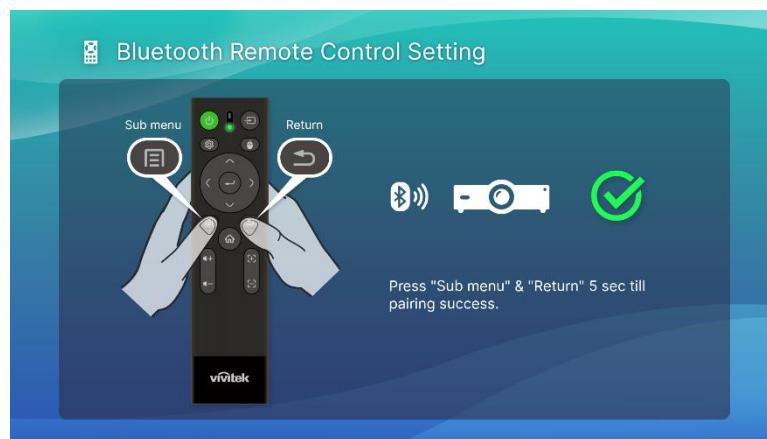 Bluetooth Remote Control Setting
Sub menu
Return
Press "Sub menu" & "Return" 5 sec till
pairing success.
vivitek